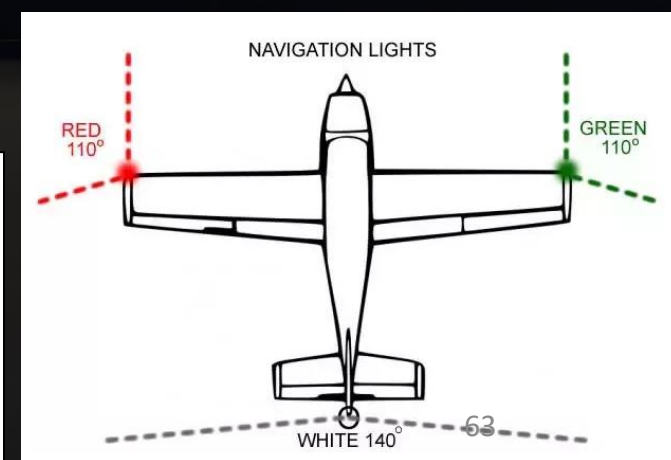 NAVIGATION LIGHTS
RED
110°
GREEN
110°
WHITE 140°
63